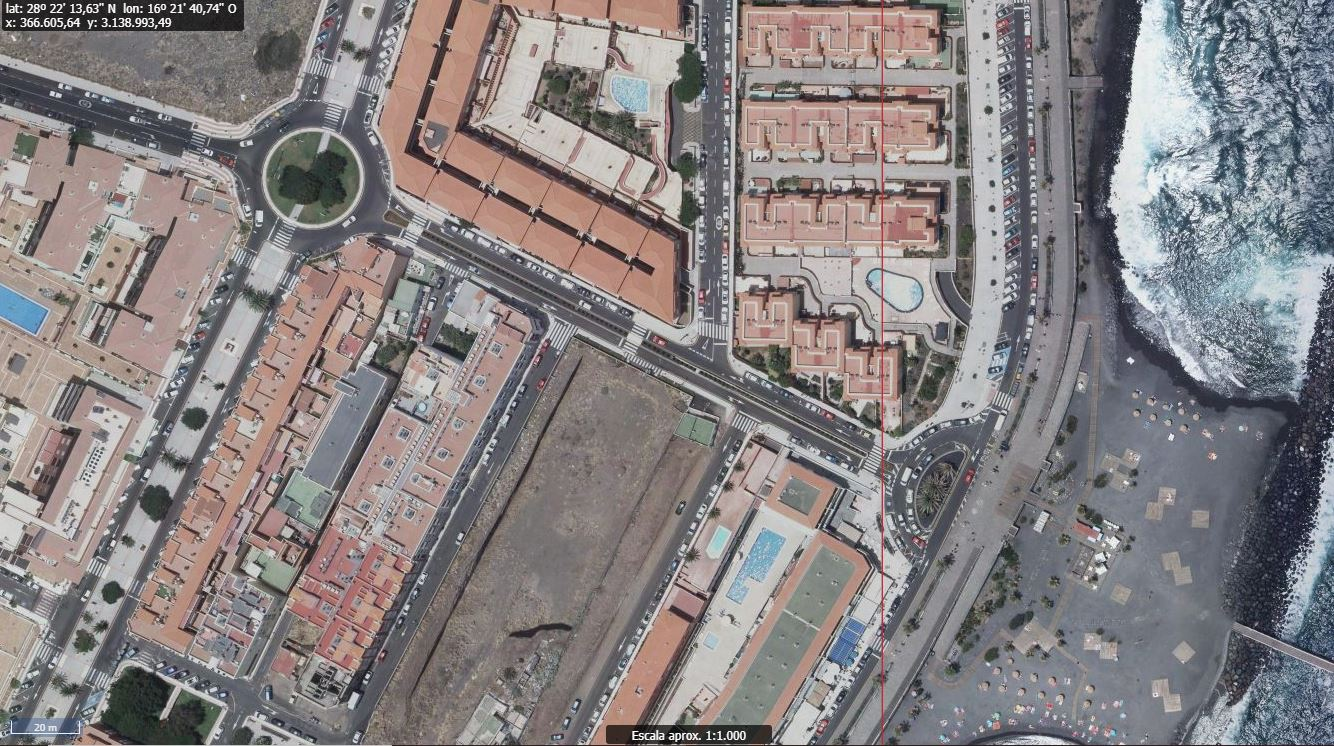 lat: 28º 22' 13,63" N lon: 16º 21' 40,74" O
x: 366.605,64 y: 3.138.993,49
20 m
Escala aprox. 1:1.000